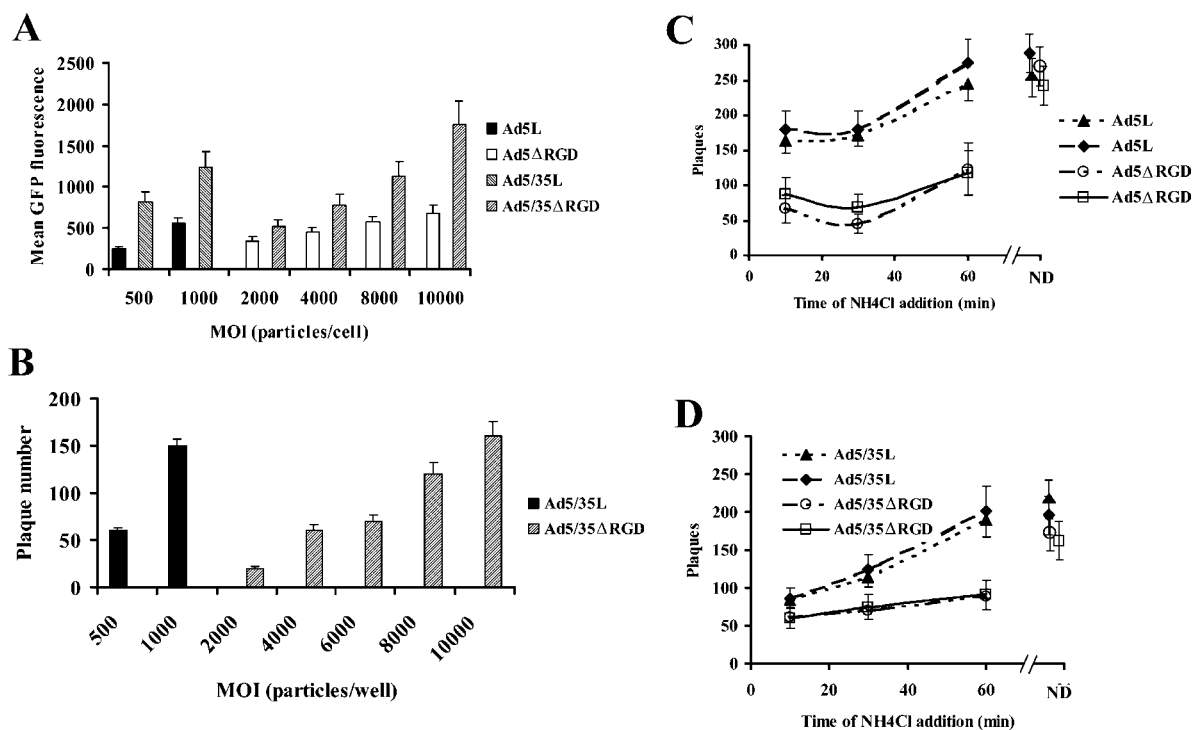 A
Mean GFP fluorescence
2500
2000
1500
1000
500
0
500 1000 2000 4000 8000 10000
MOI (particles/cell)
Ad5L
Ad5ΔRGD
Ad5/35L
Ad5/35ΔRGD
B
Plaque number
200
150
100
50
0
500 1000 2000 4000 6000 8000 10000
MOI (particles/well)
Ad5/35L
Ad5/35ΔRGD
C
Plaques
300
250
200
150
100
50
0
0 20 40 60 ND
Time of NH4Cl addition (min)
Ad5L
Ad5L
Ad5ΔRGD
Ad5ΔRGD
D
Plaques
300
250
200
150
100
50
0
0 20 40 60 ND
Time of NH4Cl addition (min)
Ad5/35L
Ad5/35L
Ad5/35ΔRGD
Ad5/35ΔRGD